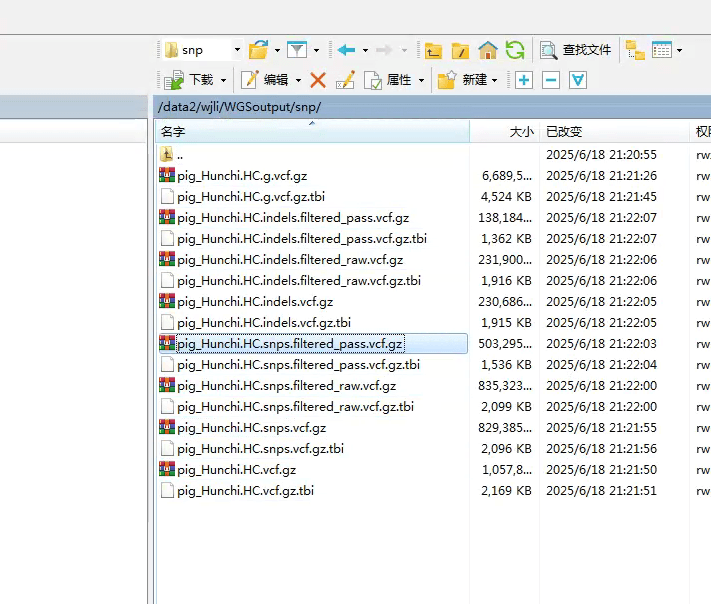 snp
查找文件
下载 编辑 属性 新建
/data2/wjli/WGSoutput/snp/
名字 大小 已改变
.. 2025/6/18 21:20:55 rw
pig_Hunchi.HC.g.vcf.gz 6,689,5... 2025/6/18 21:21:26 rw
pig_Hunchi.HC.g.vcf.gz.tbi 4,524 KB 2025/6/18 21:21:45 rw
pig_Hunchi.HC.indels.filtered_pass.vcf.gz 138,184... 2025/6/18 21:22:07 rw
pig_Hunchi.HC.indels.filtered_pass.vcf.gz.tbi 1,362 KB 2025/6/18 21:22:07 rw
pig_Hunchi.HC.indels.filtered_raw.vcf.gz 231,900... 2025/6/18 21:22:06 rw
pig_Hunchi.HC.indels.filtered_raw.vcf.gz.tbi 1,916 KB 2025/6/18 21:22:06 rw
pig_Hunchi.HC.indels.vcf.gz 230,686... 2025/6/18 21:22:05 rw
pig_Hunchi.HC.indels.vcf.gz.tbi 1,915 KB 2025/6/18 21:22:05 rw
pig_Hunchi.HC.snps.filtered_pass.vcf.gz 503,295... 2025/6/18 21:22:03 rw
pig_Hunchi.HC.snps.filtered_pass.vcf.gz.tbi 1,536 KB 2025/6/18 21:22:04 rw
pig_Hunchi.HC.snps.filtered_raw.vcf.gz 835,323... 2025/6/18 21:22:00 rw
pig_Hunchi.HC.snps.filtered_raw.vcf.gz.tbi 2,099 KB 2025/6/18 21:22:00 rw
pig_Hunchi.HC.snps.vcf.gz 829,385... 2025/6/18 21:21:55 rw
pig_Hunchi.HC.snps.vcf.gz.tbi 2,096 KB 2025/6/18 21:21:56 rw
pig_Hunchi.HC.vcf.gz 1,057,8... 2025/6/18 21:21:50 rw
pig_Hunchi.HC.vcf.gz.tbi 2,169 KB 2025/6/18 21:21:51 rw